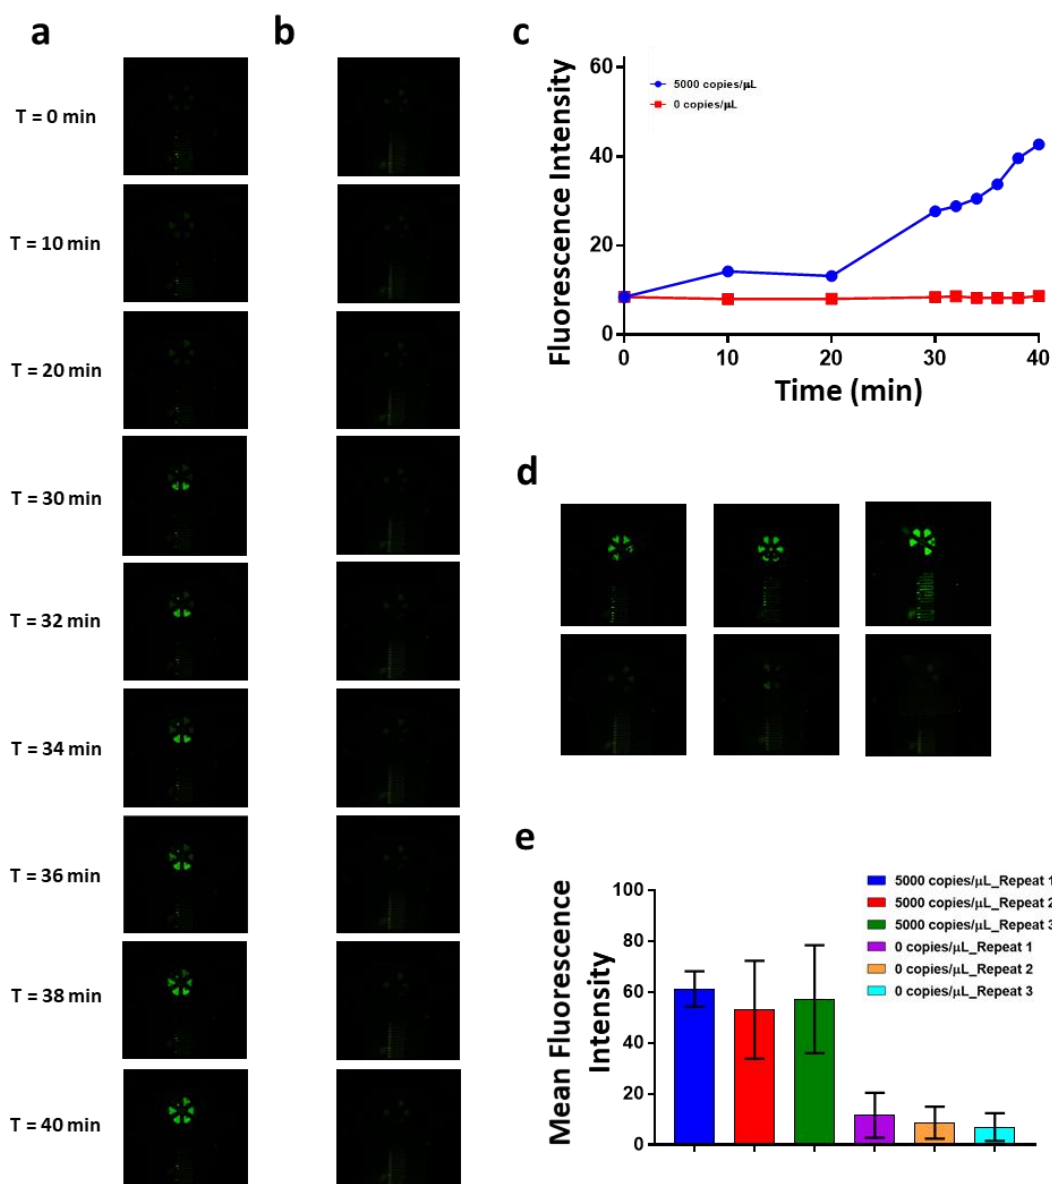 a
b
T = 0 min
T = 10 min
T = 20 min
T = 30 min
T = 32 min
T = 34 min
T = 36 min
T = 38 min
T = 40 min
c
Fluorescence Intensity
60
40
20
0
5000 copies/µL
0 copies/µL
0 10 20 30 40
Time (min)
d
e
Mean Fluorescence
Intensity
100
80
60
40
20
0
5000 copies/µL_Repeat 1
5000 copies/µL_Repeat 2
5000 copies/µL_Repeat 3
0 copies/µL_Repeat 1
0 copies/µL_Repeat 2
0 copies/µL_Repeat 3